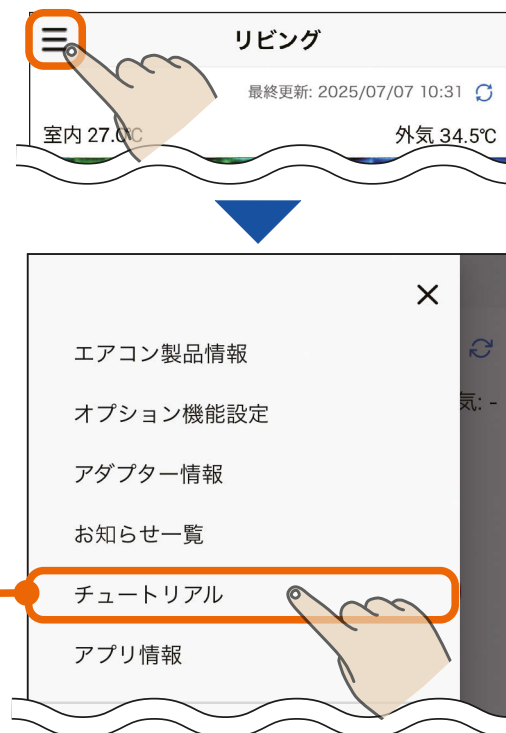 リビング
最終更新: 2025/07/07 10:31
室内 27.0℃ 外気 34.5℃
エアコン製品情報
気: -
オプション機能設定
アダプター情報
お知らせ一覧
チュートリアル
アプリ情報